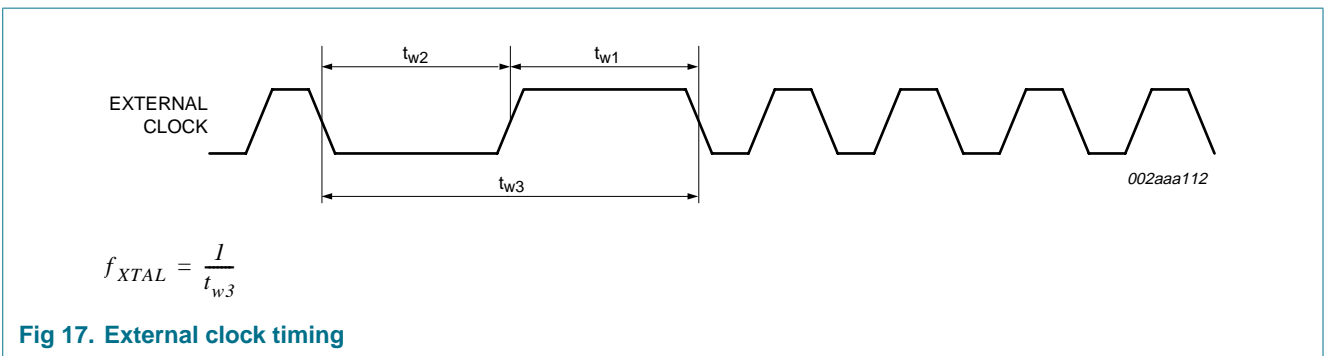 t_w2
t_w1
EXTERNAL
CLOCK
t_w3
002aaa112
f_XTAL = 1/t_w3
Fig 17. External clock timing